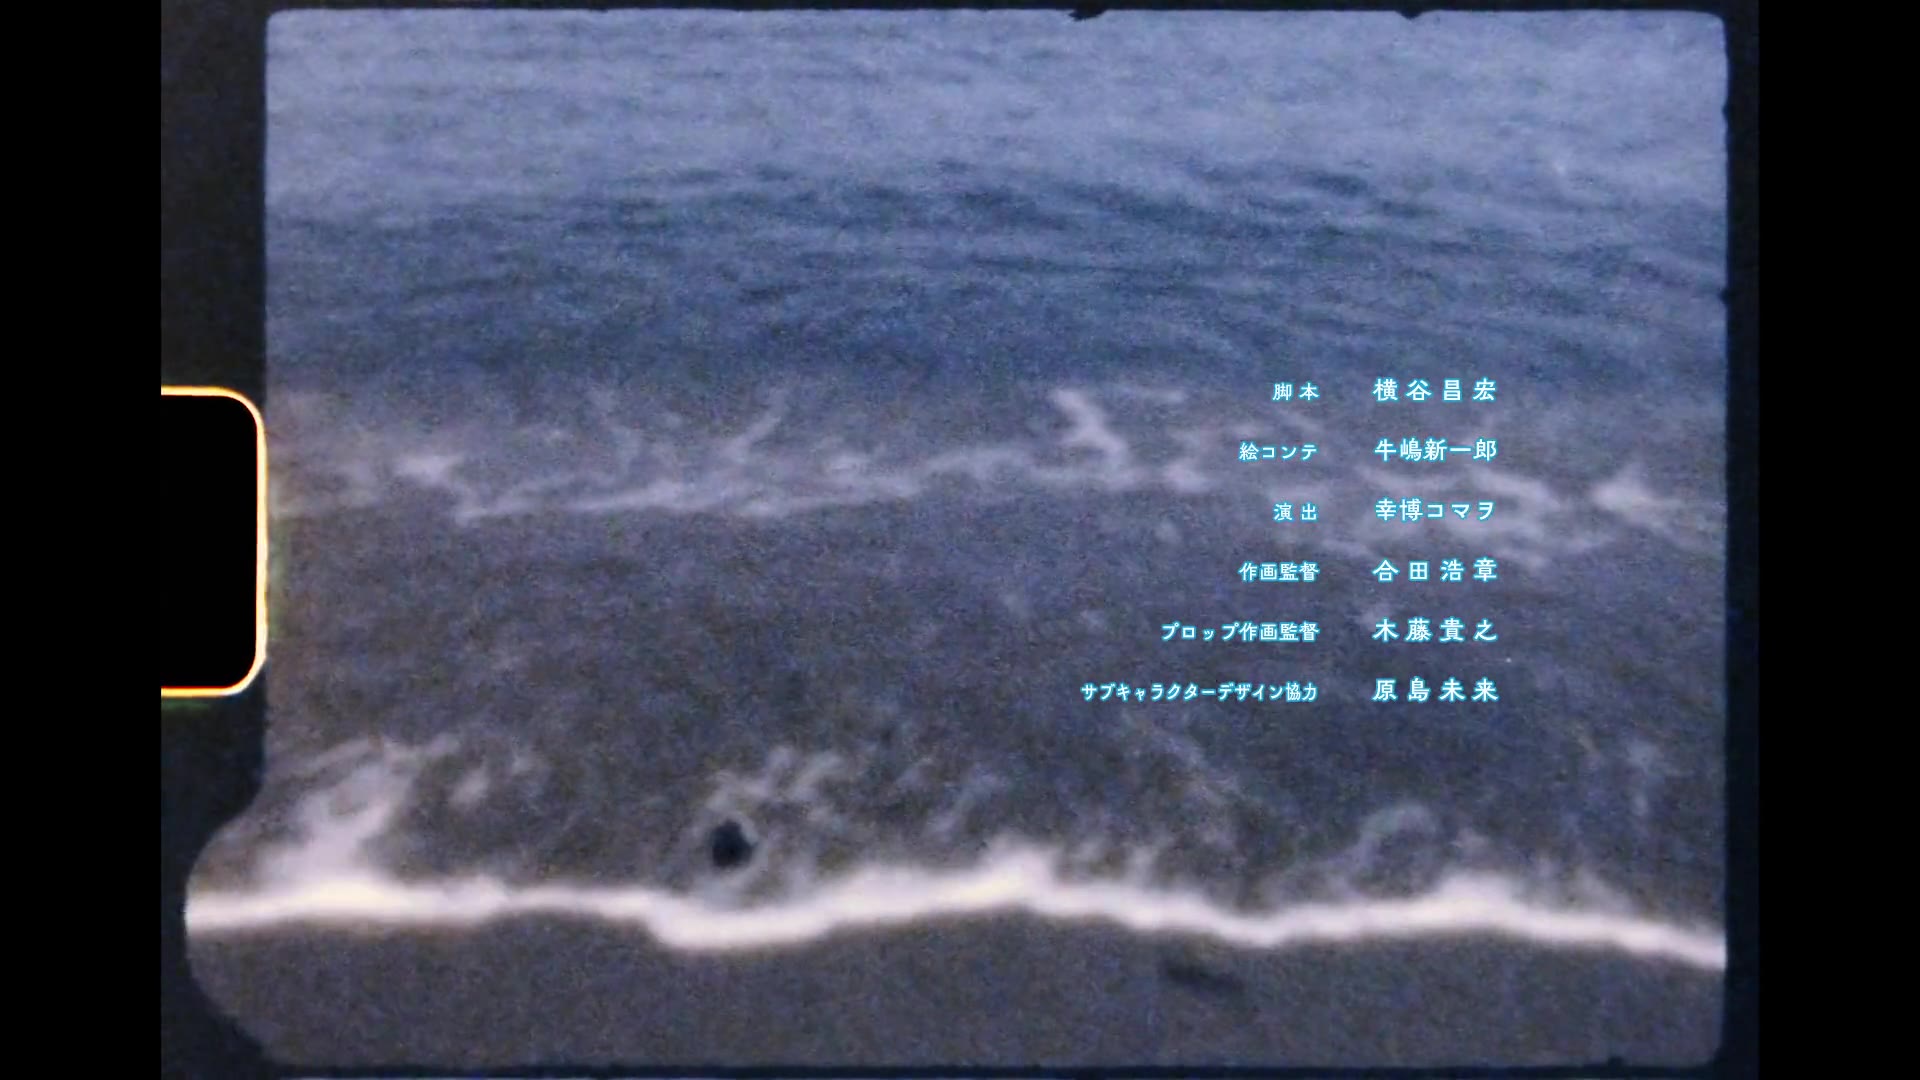 脚本 横谷昌宏
絵コンテ 牛嶋新一郎
演出 幸博コマヲ
作画監督 合田浩章
プロップ作画監督 木藤貴之
サブキャラクターデザイン協力 原島未来